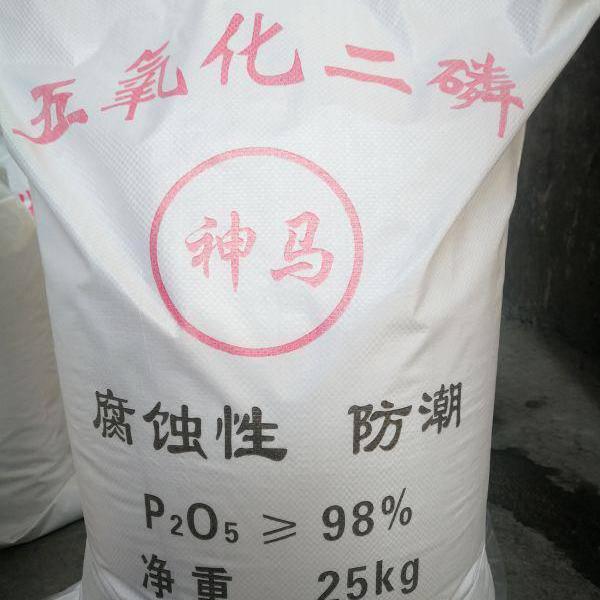 五氧化二磷
神马
腐蚀性 防潮
P₂O₅ ≥ 98%
净重 25kg